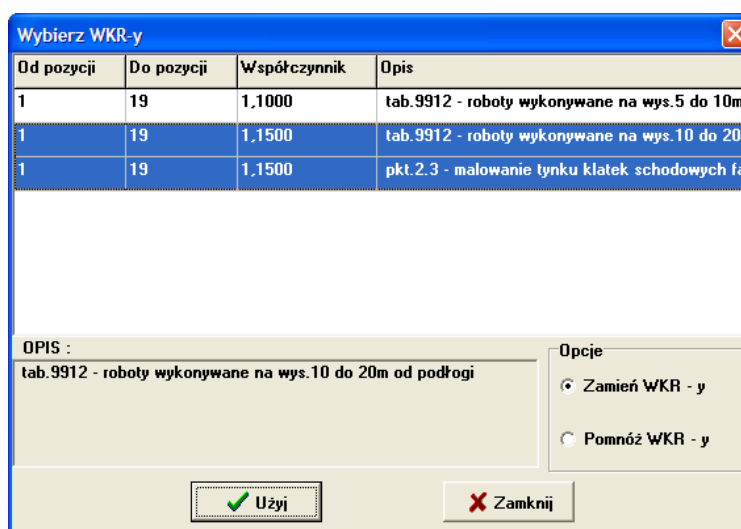 Wybierz WKR-y
Od pozycji Do pozycji Współczynnik Opis
1 19 1,1000 tab.9912 - roboty wykonywane na wys.5 do 10m
1 19 1,1500 tab.9912 - roboty wykonywane na wys.10 do 20
1 19 1,1500 pkt.2.3 - malowanie tynku klatek schodowych fa
OPIS :
tab.9912 - roboty wykonywane na wys.10 do 20m od podłogi
Opcje
Zamień WKR - y
Pomnóż WKR - y
Użyj
Zamknij